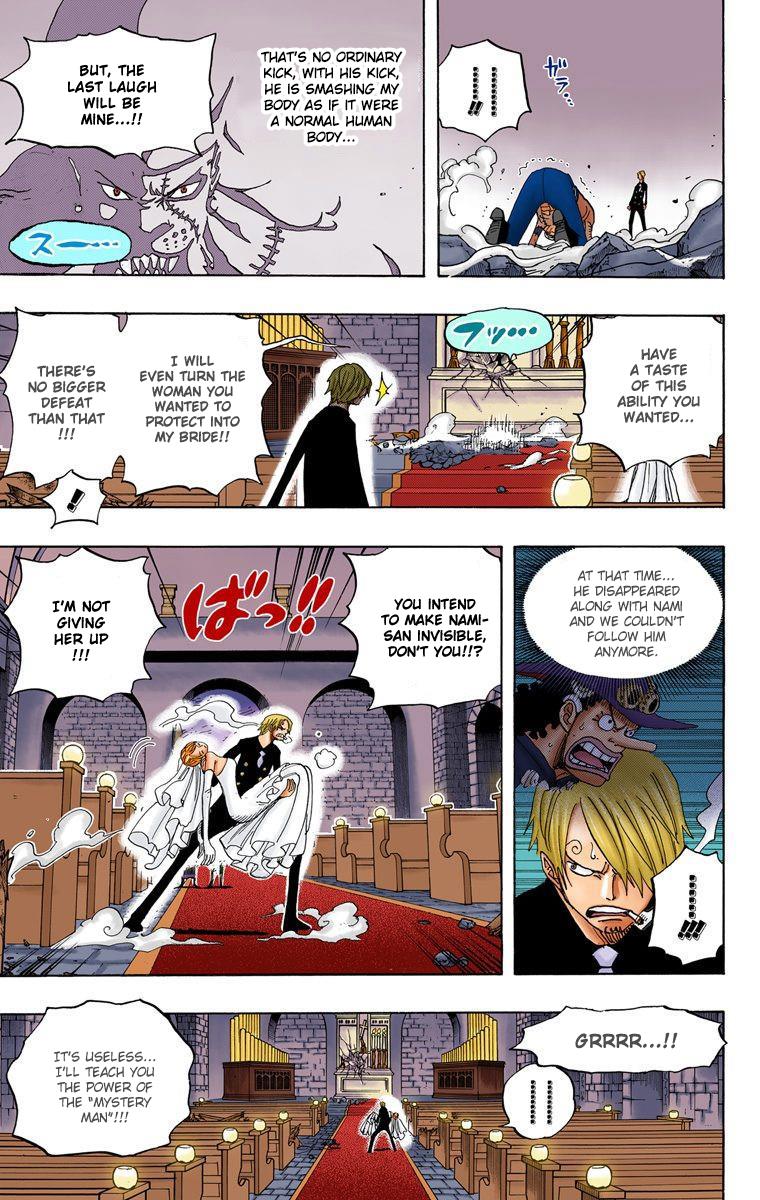 !!
ガラ...
THAT'S NO ORDINARY
KICK, WITH HIS KICK,
HE IS SMASHING MY
BODY AS IF IT WERE
A NORMAL HUMAN
BODY...
BUT, THE
LAST LAUGH
WILL BE
MINE...!!
スー...
HAVE
A TASTE
OF THIS
ABILITY YOU
WANTED...
フッ...
I WILL
EVEN TURN THE
WOMAN YOU
WANTED TO
PROTECT INTO
MY BRIDE!!
THERE'S
NO BIGGER
DEFEAT
THAN THAT
!!!
!
AT THAT TIME...
HE DISAPPEARED
ALONG WITH NAMI
AND WE COULDN'T
FOLLOW HIM
ANYMORE.
!!!
YOU INTEND
TO MAKE NAMI-
SAN INVISIBLE,
DON'T YOU!!?
ばっ!!
I'M NOT
GIVING
HER UP
!!!
GRRRR...!!
!!
IT'S USELESS...
I'LL TEACH YOU
THE POWER OF
THE "MYSTERY
MAN"!!!